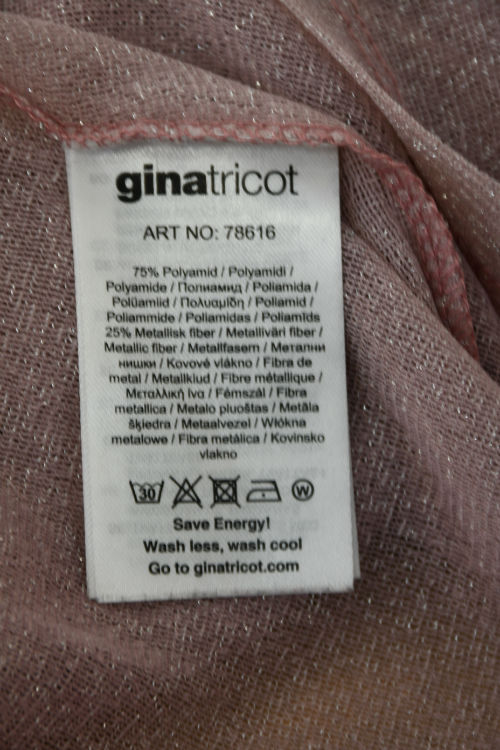 ginatricot
ART NO: 78616
75% Polyamid / Polyamidi /
Polyamide / Полиамид / Poliamida /
Polüamiid / Πολυαμίδη / Poliamid /
Poliammide / Poliamidas / Poliamīds
25% Metallisk fiber / Metalliväri fiber /
Metallic fiber / Metallfasern / Метални
нишки / Kovové vlákno / Fibra de
metal / Metallkiud / Fibre métallique /
Μεταλλική ίνα / Fémszál / Fibra
metallica / Metalo pluoštas / Metāla
šķiedra / Metaalvezel / Włókna
metalowe / Fibra metálica / Kovinsko
vlakno
30 W
Save Energy!
Wash less, wash cool
Go to ginatricot.com